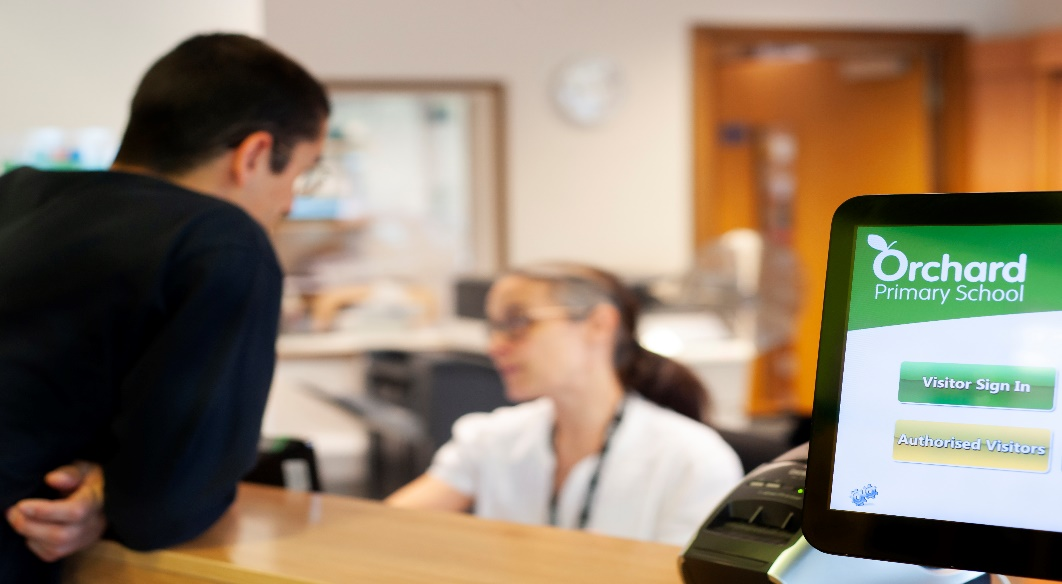 Orchard
Primary School
Visitor Sign In
Authorised Visitors